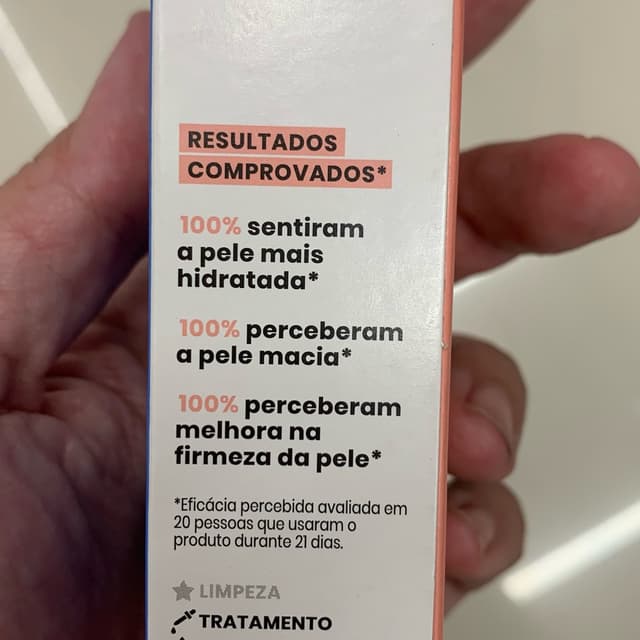 RESULTADOS
COMPROVADOS*
100% sentiram
a pele mais
hidratada*
100% perceberam
a pele macia*
100% perceberam
melhora na
firmeza da pele*
*Eficácia percebida avaliada em
20 pessoas que usaram o
produto durante 21 dias.
LIMPEZA
TRATAMENTO